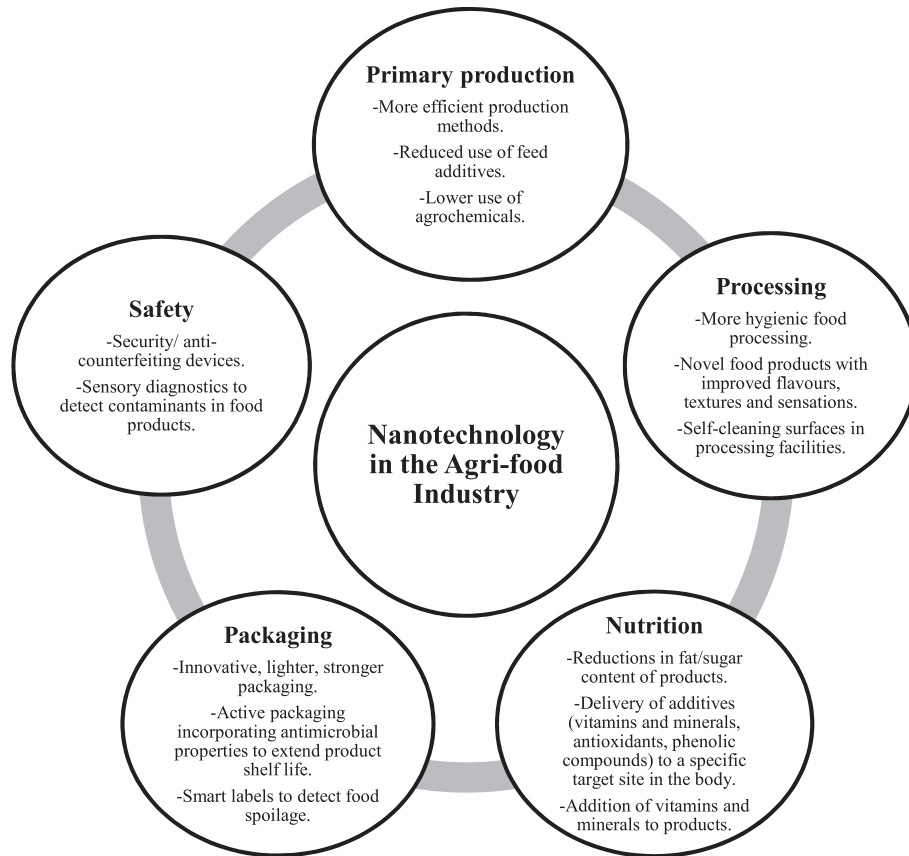 Primary production
-More efficient production
methods.
-Reduced use of feed
additives.
-Lower use of
agrochemicals.
Processing
-More hygienic food
processing.
-Novel food products with
improved flavours,
textures and sensations.
-Self-cleaning surfaces in
processing facilities.
Safety
-Security/ anti-
counterfeiting devices.
-Sensory diagnostics to
detect contaminants in food
products.
Nanotechnology
in the Agri-food
Industry
Packaging
-Innovative, lighter, stronger
packaging.
-Active packaging
incorporating antimicrobial
properties to extend product
shelf life.
-Smart labels to detect food
spoilage.
Nutrition
-Reductions in fat/sugar
content of products.
-Delivery of additives
(vitamins and minerals,
antioxidants, phenolic
compounds) to a specific
target site in the body.
-Addition of vitamins and
minerals to products.